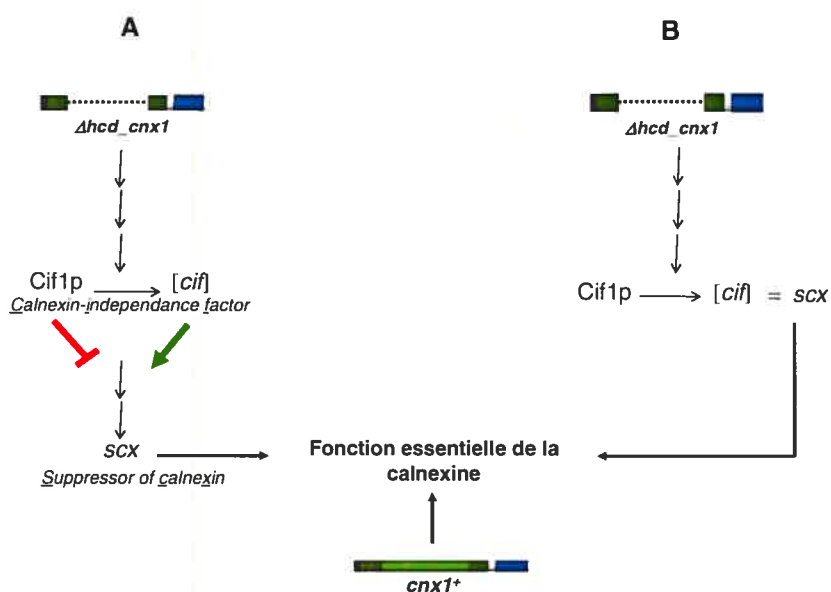 A
B
Δhcd_cnx1
Δhcd_cnx1
Cif1p [cif]
Calnexin-independance factor
Cif1p [cif] = scx
scx
Suppressor of calnexin
Fonction essentielle de la
calnexine
cnx1+